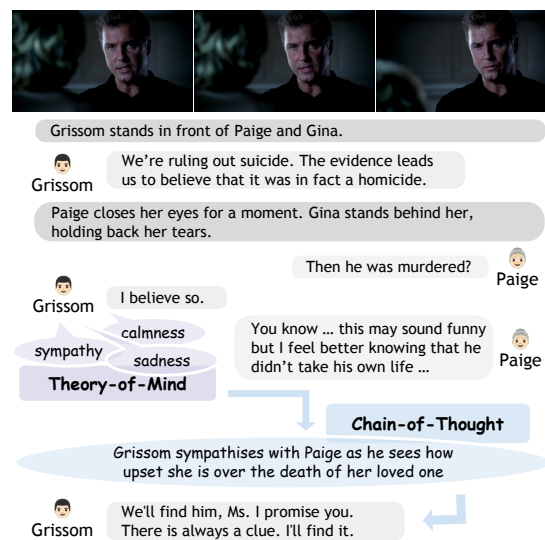 Grissom stands in front of Paige and Gina.
Grissom
We're ruling out suicide. The evidence leads
us to believe that it was in fact a homicide.
Paige closes her eyes for a moment. Gina stands behind her,
holding back her tears.
Then he was murdered?
Paige
Grissom
I believe so.
calmness
sympathy
sadness
Theory-of-Mind
You know ... this may sound funny
but I feel better knowing that he
didn't take his own life ...
Paige
Chain-of-Thought
Grissom sympathises with Paige as he sees how
upset she is over the death of her loved one
Grissom
We'll find him, Ms. I promise you.
There is always a clue. I'll find it.